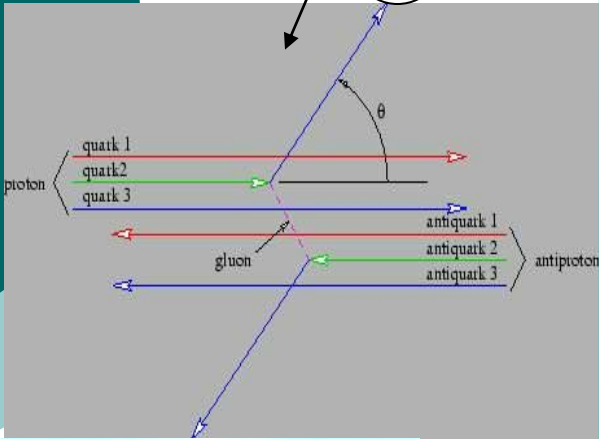 θ
quark 1
quark2
proton
quark 3
antiquark 1
gluon
antiquark 2
antiproton
antiquark 3